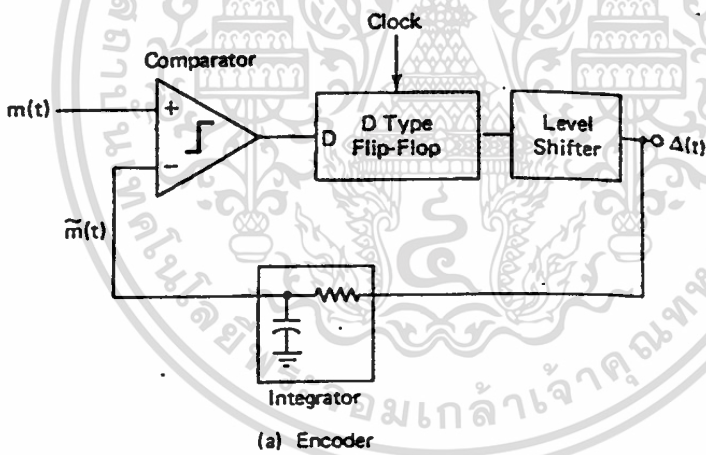 Clock
Comparator
m(t)
+
−
D
D Type
Flip-Flop
Level
Shifter
Δ(t)
m̃(t)
Integrator
(a) Encoder